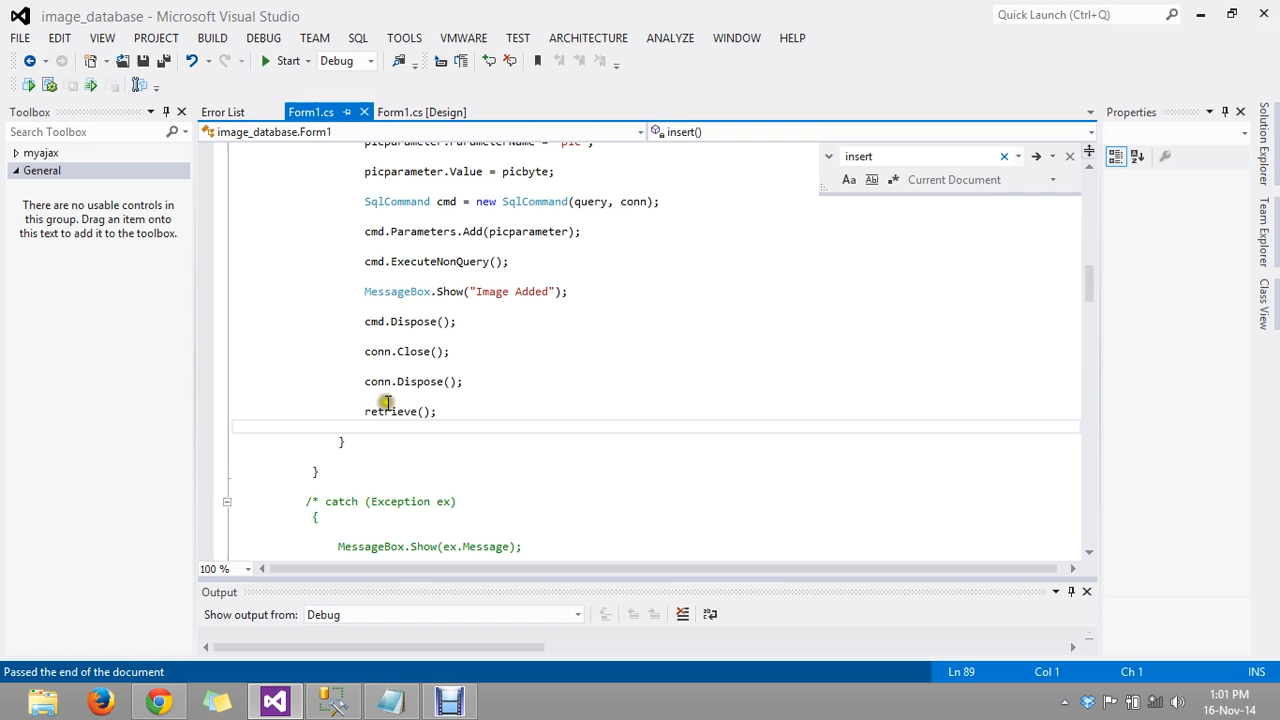 image_database - Microsoft Visual Studio
Quick Launch (Ctrl+Q)
FILE EDIT VIEW PROJECT BUILD DEBUG TEAM SQL TOOLS VMWARE TEST ARCHITECTURE ANALYZE WINDOW HELP
Start Debug
Toolbox
Error List Form1.cs Form1.cs [Design]
Properties
Search Toolbox
image_database.Form1 insert()
myajax
General
There are no usable controls in
this group. Drag an item onto
this text to add it to the toolbox.
insert
Current Document
picparameter.ParameterName = "pic";
picparameter.Value = picbyte;
SqlCommand cmd = new SqlCommand(query, conn);
cmd.Parameters.Add(picparameter);
cmd.ExecuteNonQuery();
MessageBox.Show("Image Added");
cmd.Dispose();
conn.Close();
conn.Dispose();
retrieve();
}
}
/* catch (Exception ex)
{
MessageBox.Show(ex.Message);
100 %
Output
Show output from: Debug
Solution Explorer
Team Explorer
Class View
Passed the end of the document Ln 89 Col 1 Ch 1 INS
1:01 PM
16-Nov-14